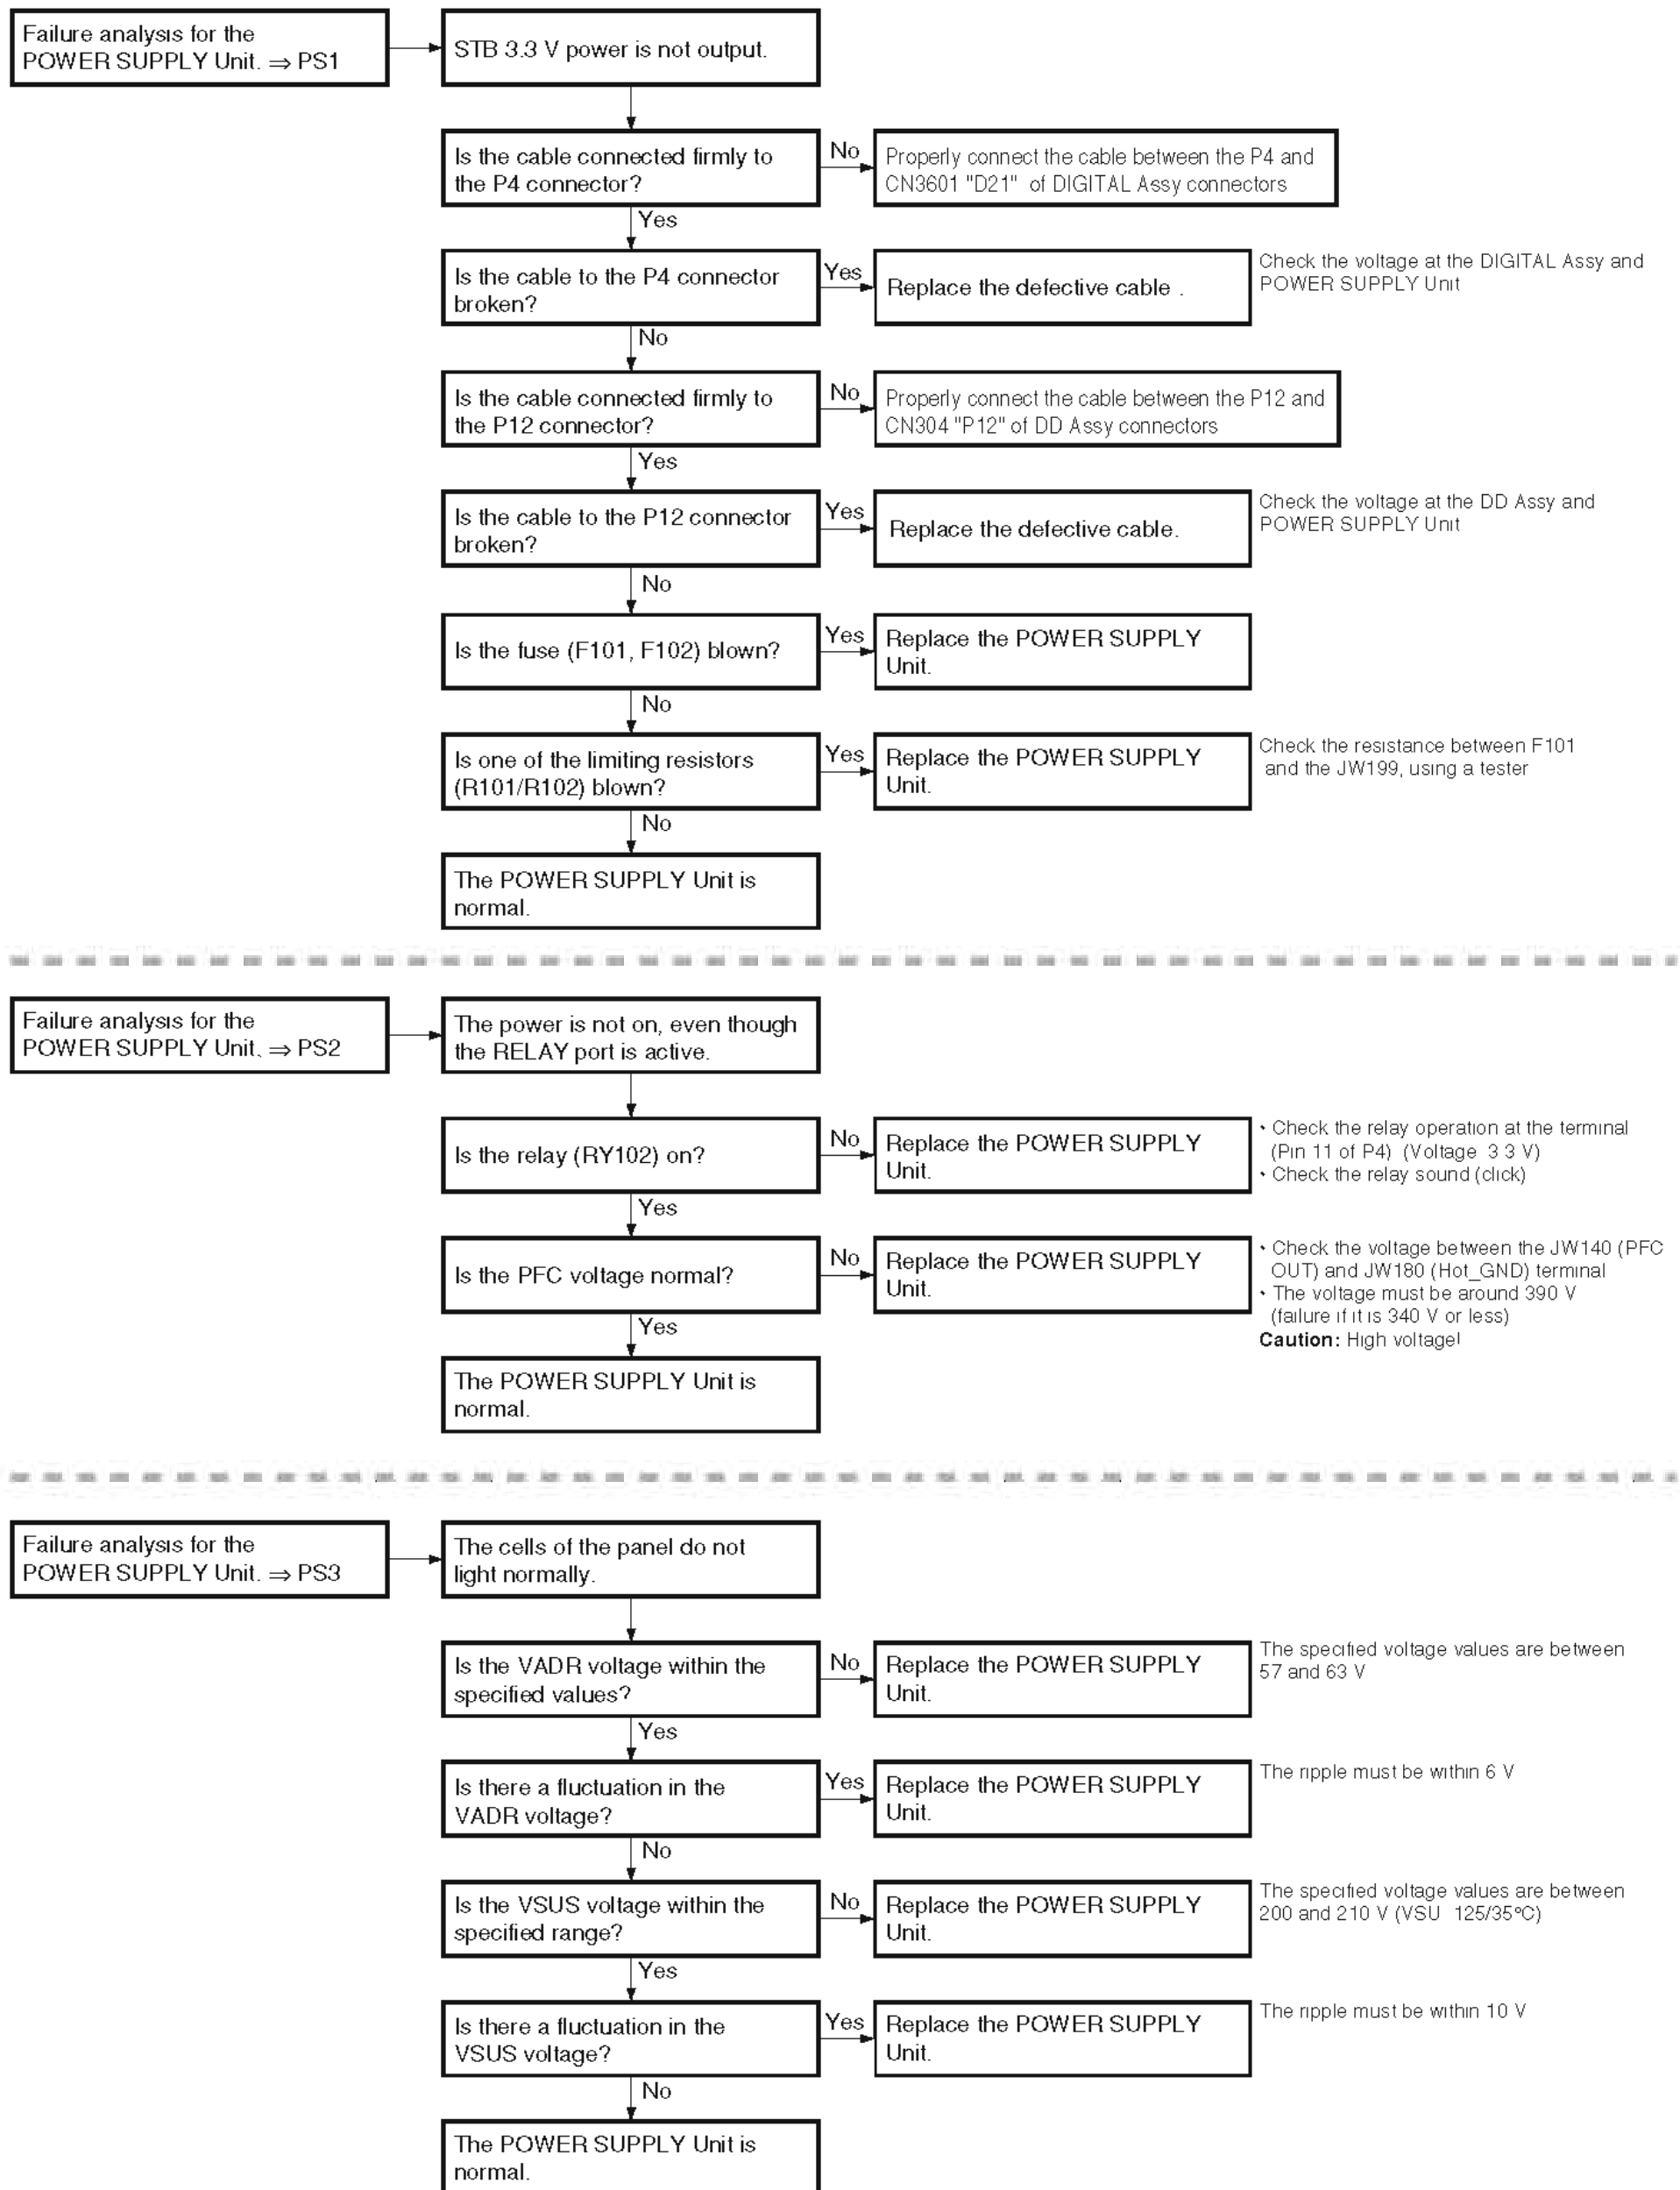 Failure analysis for the
POWER SUPPLY Unit. ⇒ PS1
STB 3.3 V power is not output.
Is the cable connected firmly to
the P4 connector?
No
Properly connect the cable between the P4 and
CN3601 "D21" of DIGITAL Assy connectors
Yes
Is the cable to the P4 connector
broken?
Yes
Replace the defective cable .
Check the voltage at the DIGITAL Assy and
POWER SUPPLY Unit
No
Is the cable connected firmly to
the P12 connector?
No
Properly connect the cable between the P12 and
CN304 "P12" of DD Assy connectors
Yes
Is the cable to the P12 connector
broken?
Yes
Replace the defective cable.
Check the voltage at the DD Assy and
POWER SUPPLY Unit
No
Is the fuse (F101, F102) blown?
Yes
Replace the POWER SUPPLY
Unit.
No
Is one of the limiting resistors
(R101/R102) blown?
Yes
Replace the POWER SUPPLY
Unit.
Check the resistance between F101
and the JW199, using a tester
No
The POWER SUPPLY Unit is
normal.
Failure analysis for the
POWER SUPPLY Unit. ⇒ PS2
The power is not on, even though
the RELAY port is active.
Is the relay (RY102) on?
No
Replace the POWER SUPPLY
Unit.
• Check the relay operation at the terminal
(Pin 11 of P4) (Voltage 3 3 V)
• Check the relay sound (click)
Yes
Is the PFC voltage normal?
No
Replace the POWER SUPPLY
Unit.
• Check the voltage between the JW140 (PFC
OUT) and JW180 (Hot_GND) terminal
• The voltage must be around 390 V
(failure if it is 340 V or less)
Caution: High voltage!
Yes
The POWER SUPPLY Unit is
normal.
Failure analysis for the
POWER SUPPLY Unit. ⇒ PS3
The cells of the panel do not
light normally.
Is the VADR voltage within the
specified values?
No
Replace the POWER SUPPLY
Unit.
The specified voltage values are between
57 and 63 V
Yes
Is there a fluctuation in the
VADR voltage?
Yes
Replace the POWER SUPPLY
Unit.
The ripple must be within 6 V
No
Is the VSUS voltage within the
specified range?
No
Replace the POWER SUPPLY
Unit.
The specified voltage values are between
200 and 210 V (VSU 125/35°C)
Yes
Is there a fluctuation in the
VSUS voltage?
Yes
Replace the POWER SUPPLY
Unit.
The ripple must be within 10 V
No
The POWER SUPPLY Unit is
normal.